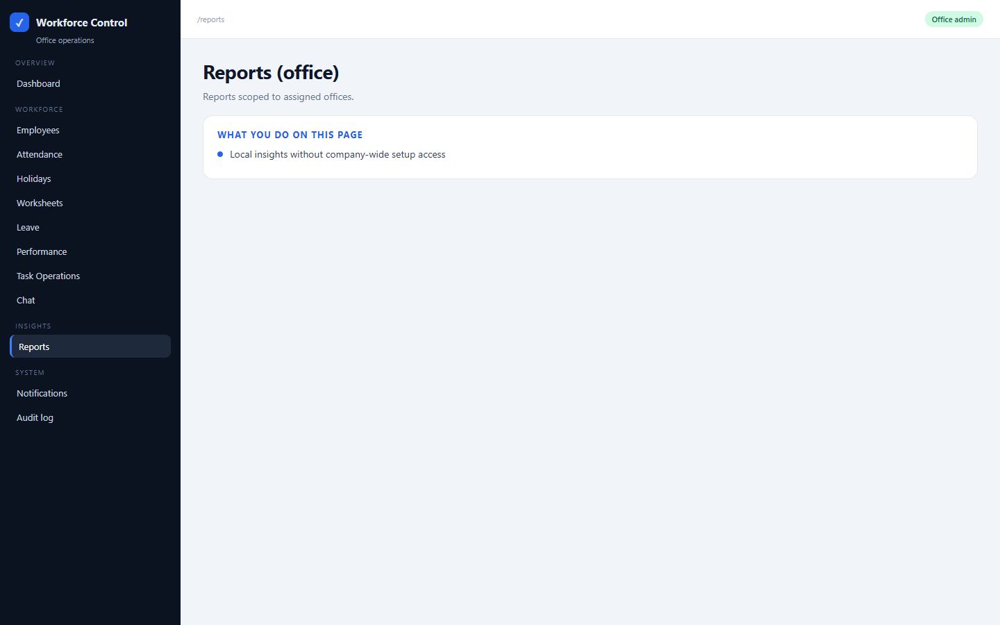 Workforce Control
Office operations
OVERVIEW
Dashboard
WORKFORCE
Employees
Attendance
Holidays
Worksheets
Leave
Performance
Task Operations
Chat
INSIGHTS
Reports
SYSTEM
Notifications
Audit log
/reports
Office admin
Reports (office)
Reports scoped to assigned offices.
WHAT YOU DO ON THIS PAGE
Local insights without company-wide setup access